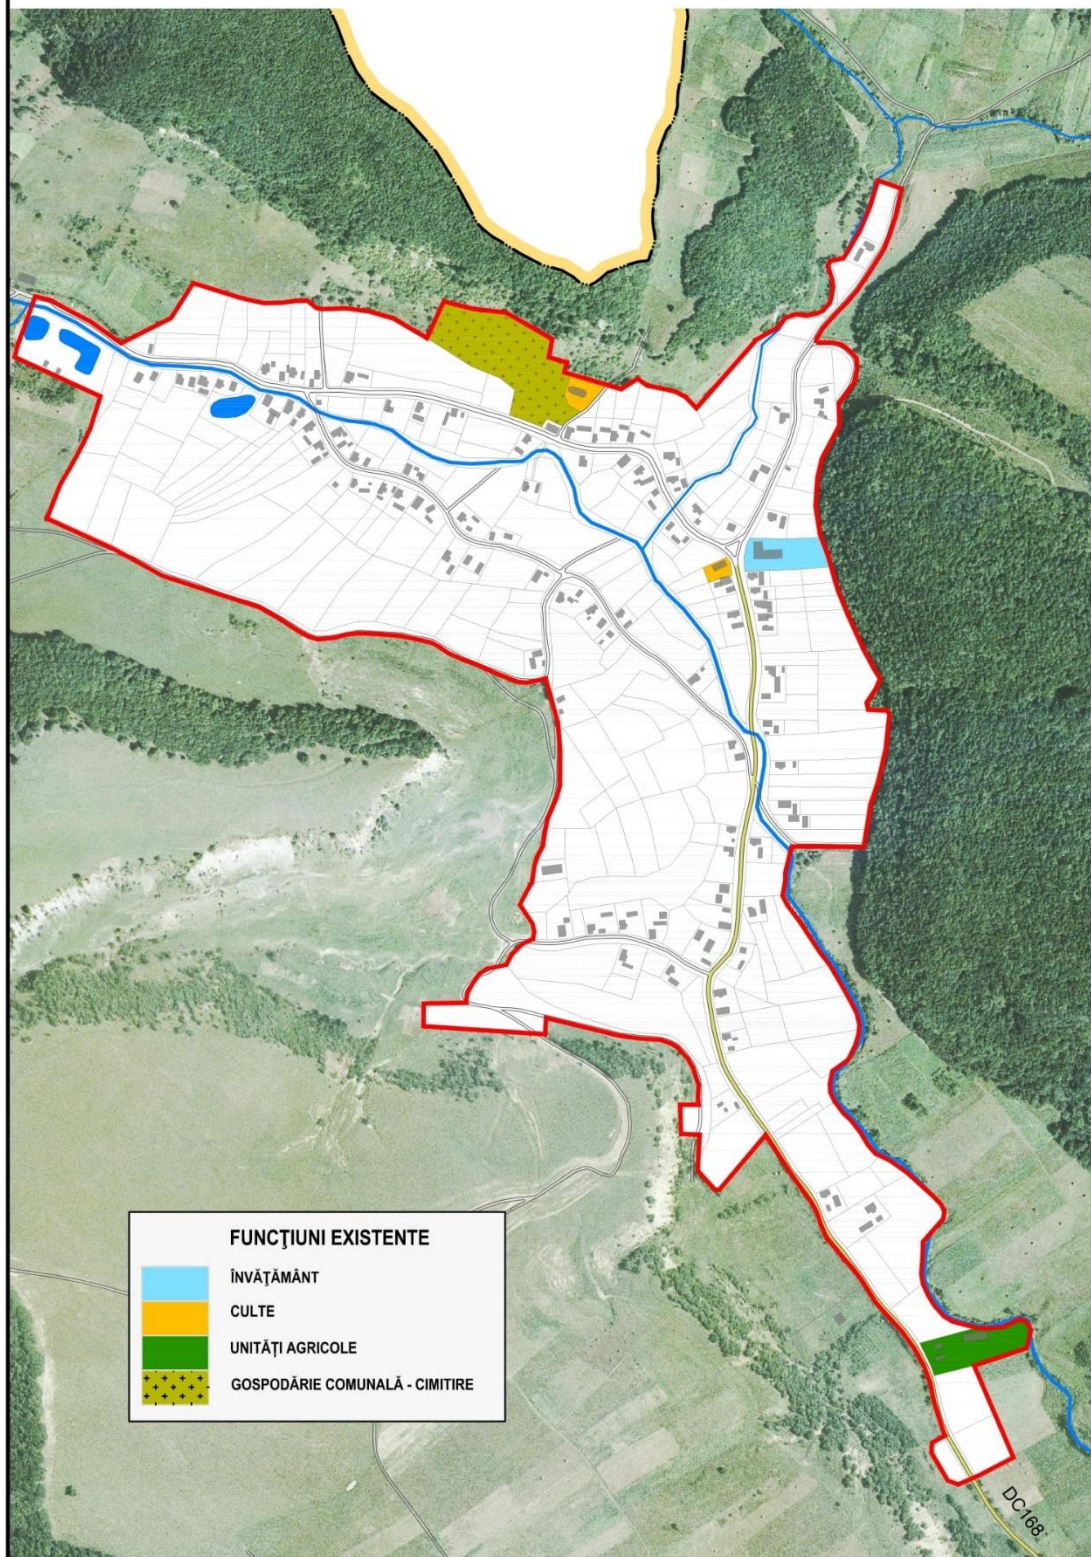 FUNCŢIUNI EXISTENTE
ÎNVĂŢĂMÂNT
CULTE
UNITĂŢI AGRICOLE
GOSPODĂRIE COMUNALĂ - CIMITIRE
DC168